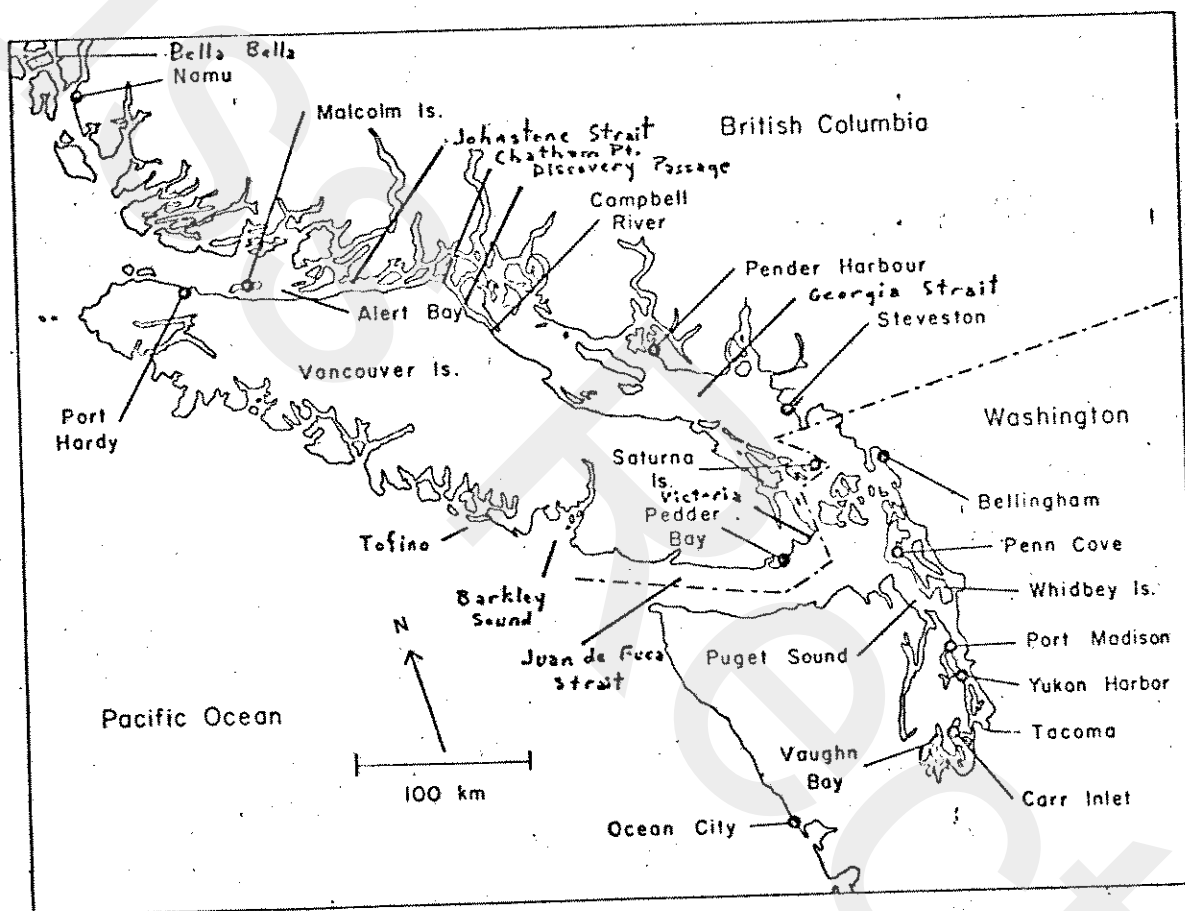 Bella Bella
Namu
Malcolm Is.
Johnstone Strait
Chatham Pt.
Discovery Passage
British Columbia
Campbell
River
Pender Harbour
Georgia Strait
Steveston
Alert Bay
Vancouver Is.
Port
Hardy
Washington
Saturna
Is.
Victoria
Pedder
Bay
Bellingham
Tofino
Penn Cove
Barkley
Sound
Whidbey Is.
N
Juan de Fuca
Strait
Puget Sound
Port Madison
Yukon Harbor
Pacific Ocean
Tacoma
Vaughn
Bay
100 km
Carr Inlet
Ocean City